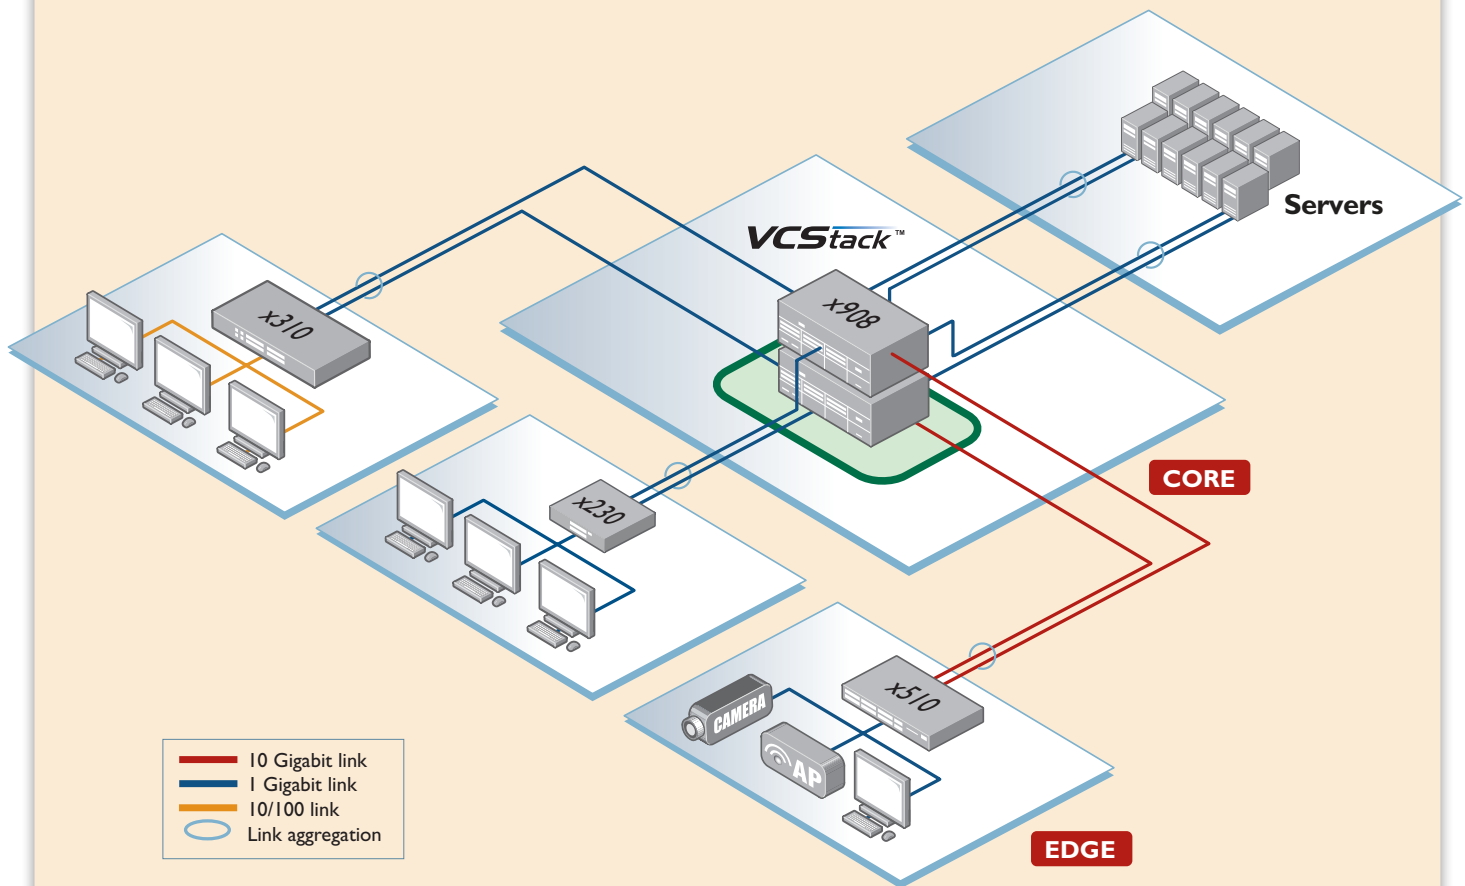 Servers
VCStack™
x908
x310
CORE
x230
x510
CAMERA
AP
10 Gigabit link
1 Gigabit link
10/100 link
Link aggregation
EDGE